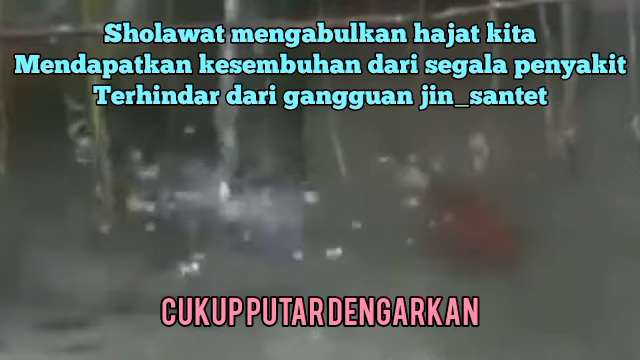 Sholawat mengabulkan hajat kita
Mendapatkan kesembuhan dari segala penyakit
Terhindar dari gangguan jin_santet
CUKUP PUTAR DENGARKAN